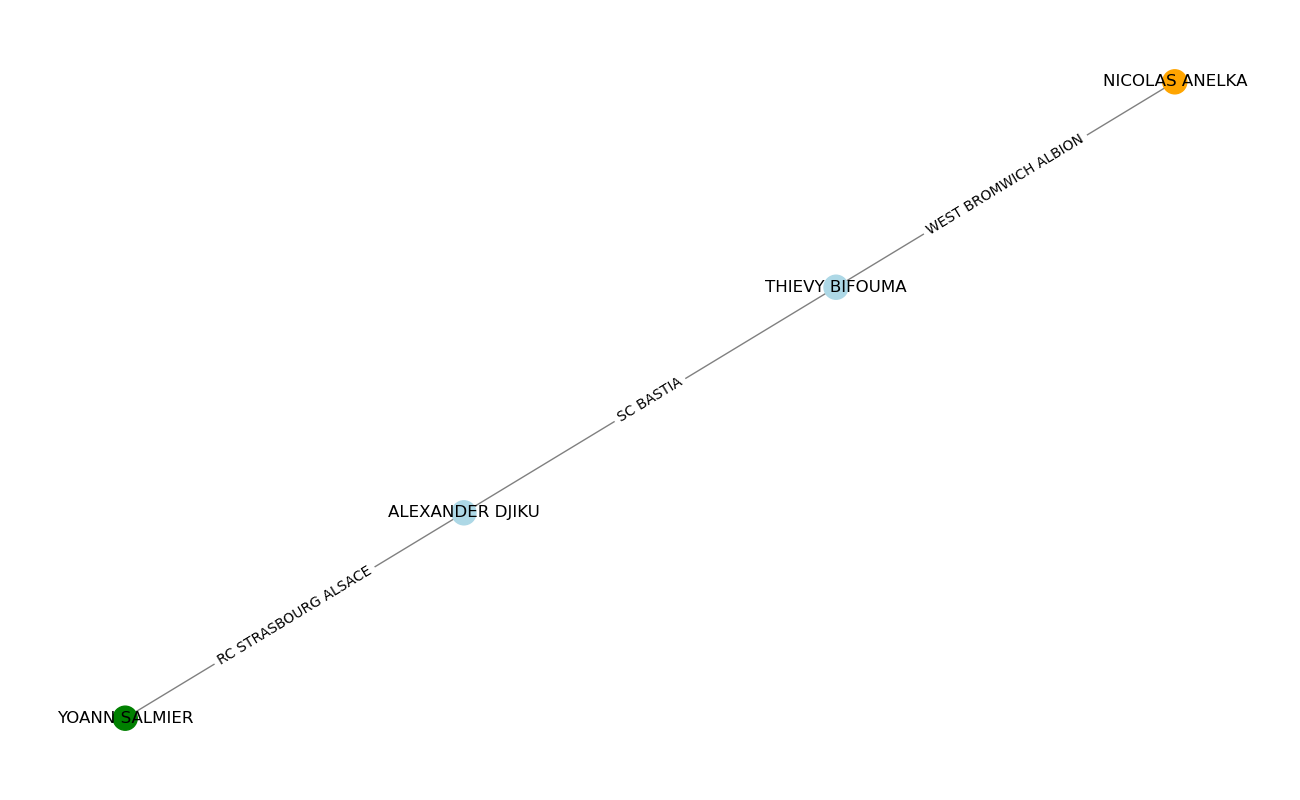 NICOLAS ANELKA
WEST BROMWICH ALBION
THIEVY BIFOUMA
SC BASTIA
ALEXANDER DJIKU
RC STRASBOURG ALSACE
YOANN SALMIER